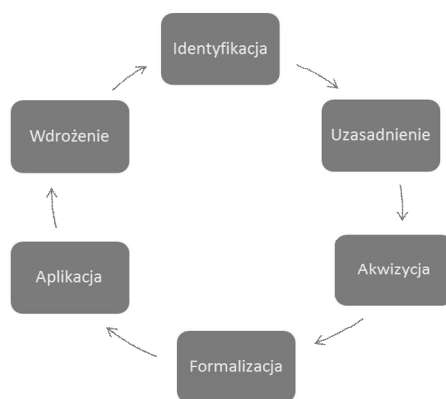 Identyfikacja
Uzasadnienie
Akwizycja
Formalizacja
Aplikacja
Wdrożenie